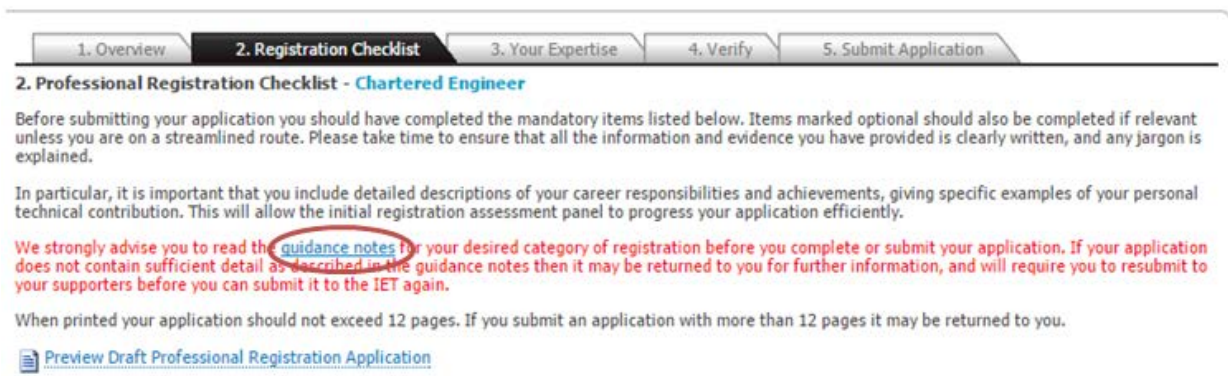 1. Overview 2. Registration Checklist 3. Your Expertise 4. Verify 5. Submit Application
2. Professional Registration Checklist - Chartered Engineer
Before submitting your application you should have completed the mandatory items listed below. Items marked optional should also be completed if relevant
unless you are on a streamlined route. Please take time to ensure that all the information and evidence you have provided is clearly written, and any jargon is
explained.
In particular, it is important that you include detailed descriptions of your career responsibilities and achievements, giving specific examples of your personal
technical contribution. This will allow the initial registration assessment panel to progress your application efficiently.
We strongly advise you to read the guidance notes for your desired category of registration before you complete or submit your application. If your application
does not contain sufficient detail as described in the guidance notes then it may be returned to you for further information, and will require you to resubmit to
your supporters before you can submit it to the IET again.
When printed your application should not exceed 12 pages. If you submit an application with more than 12 pages it may be returned to you.
Preview Draft Professional Registration Application